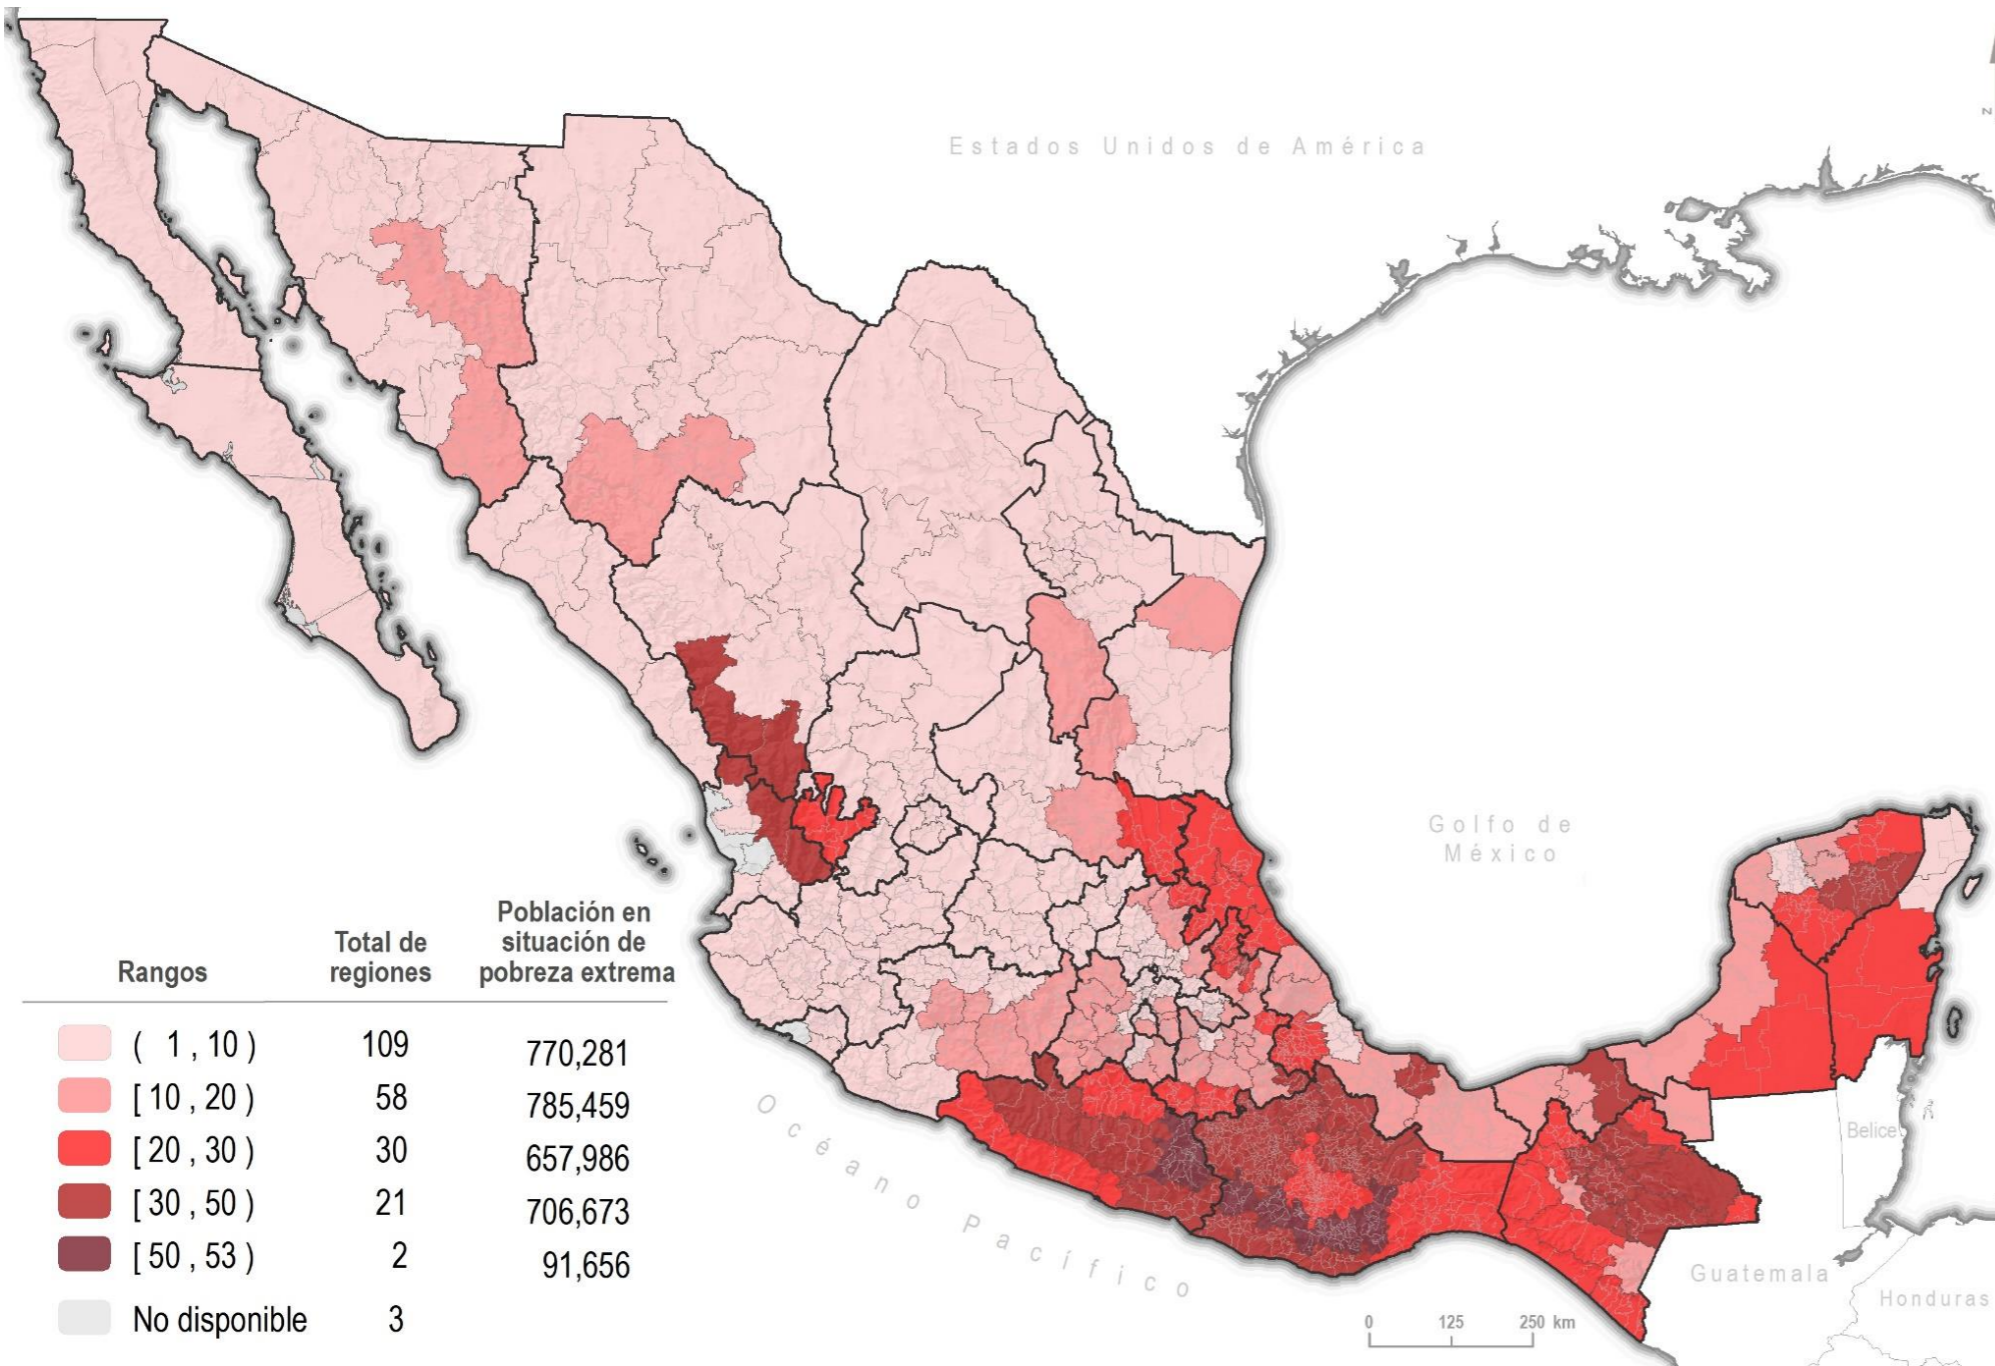 Estados Unidos de América
Golfo de
México
Océano Pacífico
Belice
Guatemala
Honduras
0 125 250 km
Rangos Total de regiones Población en situación de pobreza extrema
( 1 , 10 ) 109 770,281
[ 10 , 20 ) 58 785,459
[ 20 , 30 ) 30 657,986
[ 30 , 50 ) 21 706,673
[ 50 , 53 ) 2 91,656
No disponible 3
z